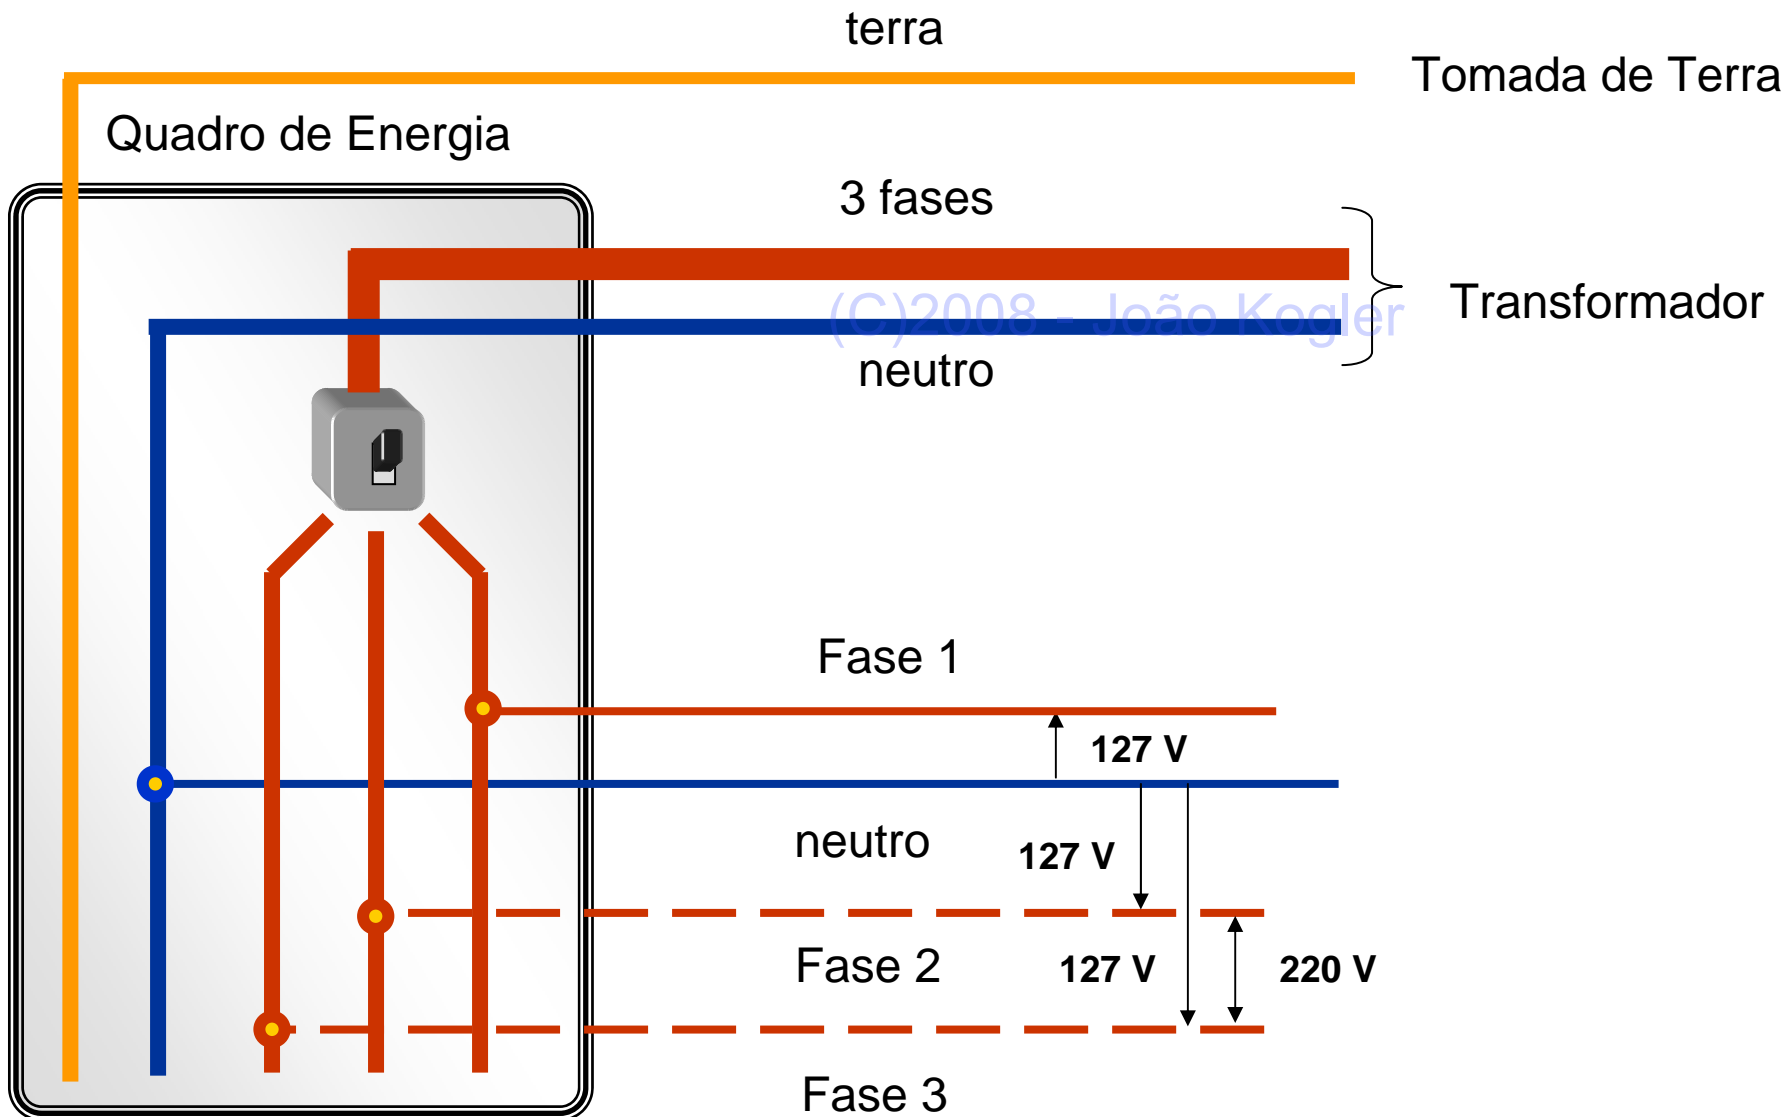 terra
Tomada de Terra
Quadro de Energia
3 fases
(C)2008 - João Kogler
Transformador
neutro
Fase 1
127 V
neutro
127 V
Fase 2
127 V
220 V
Fase 3